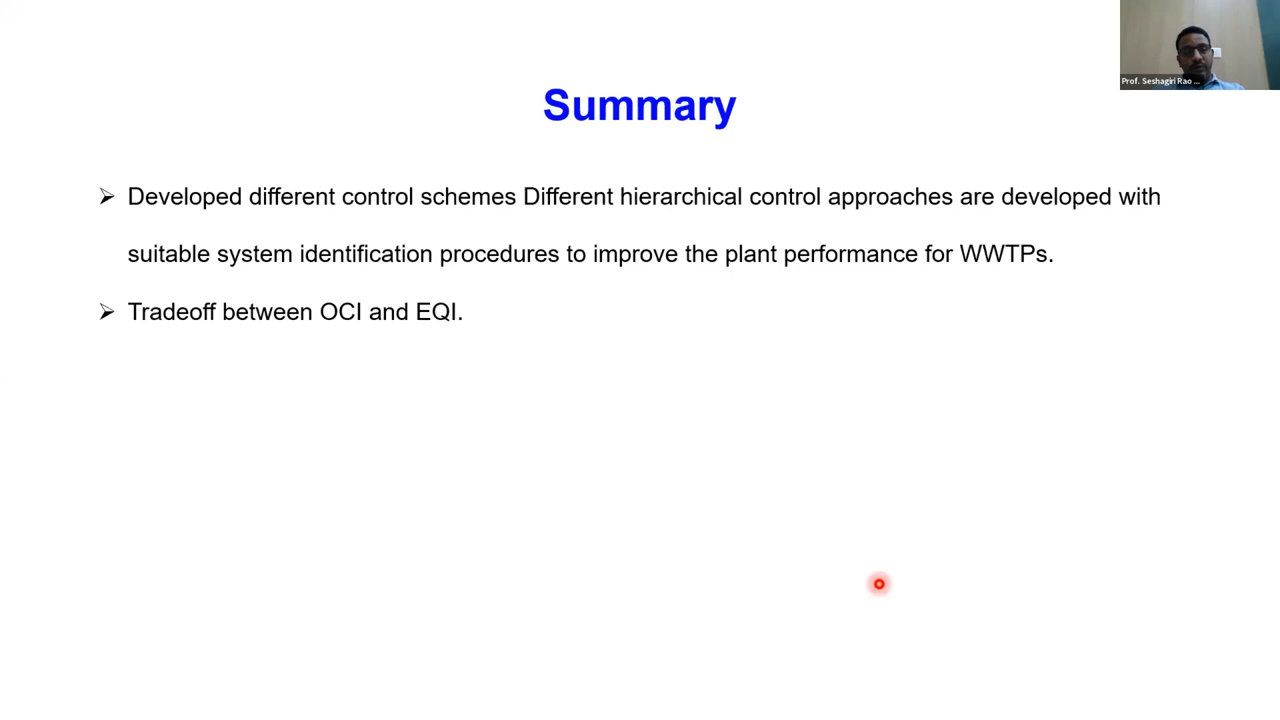 Prof. Seshagiri Rao ...
Summary
➢ Developed different control schemes Different hierarchical control approaches are developed with
suitable system identification procedures to improve the plant performance for WWTPs.
➢ Tradeoff between OCI and EQI.